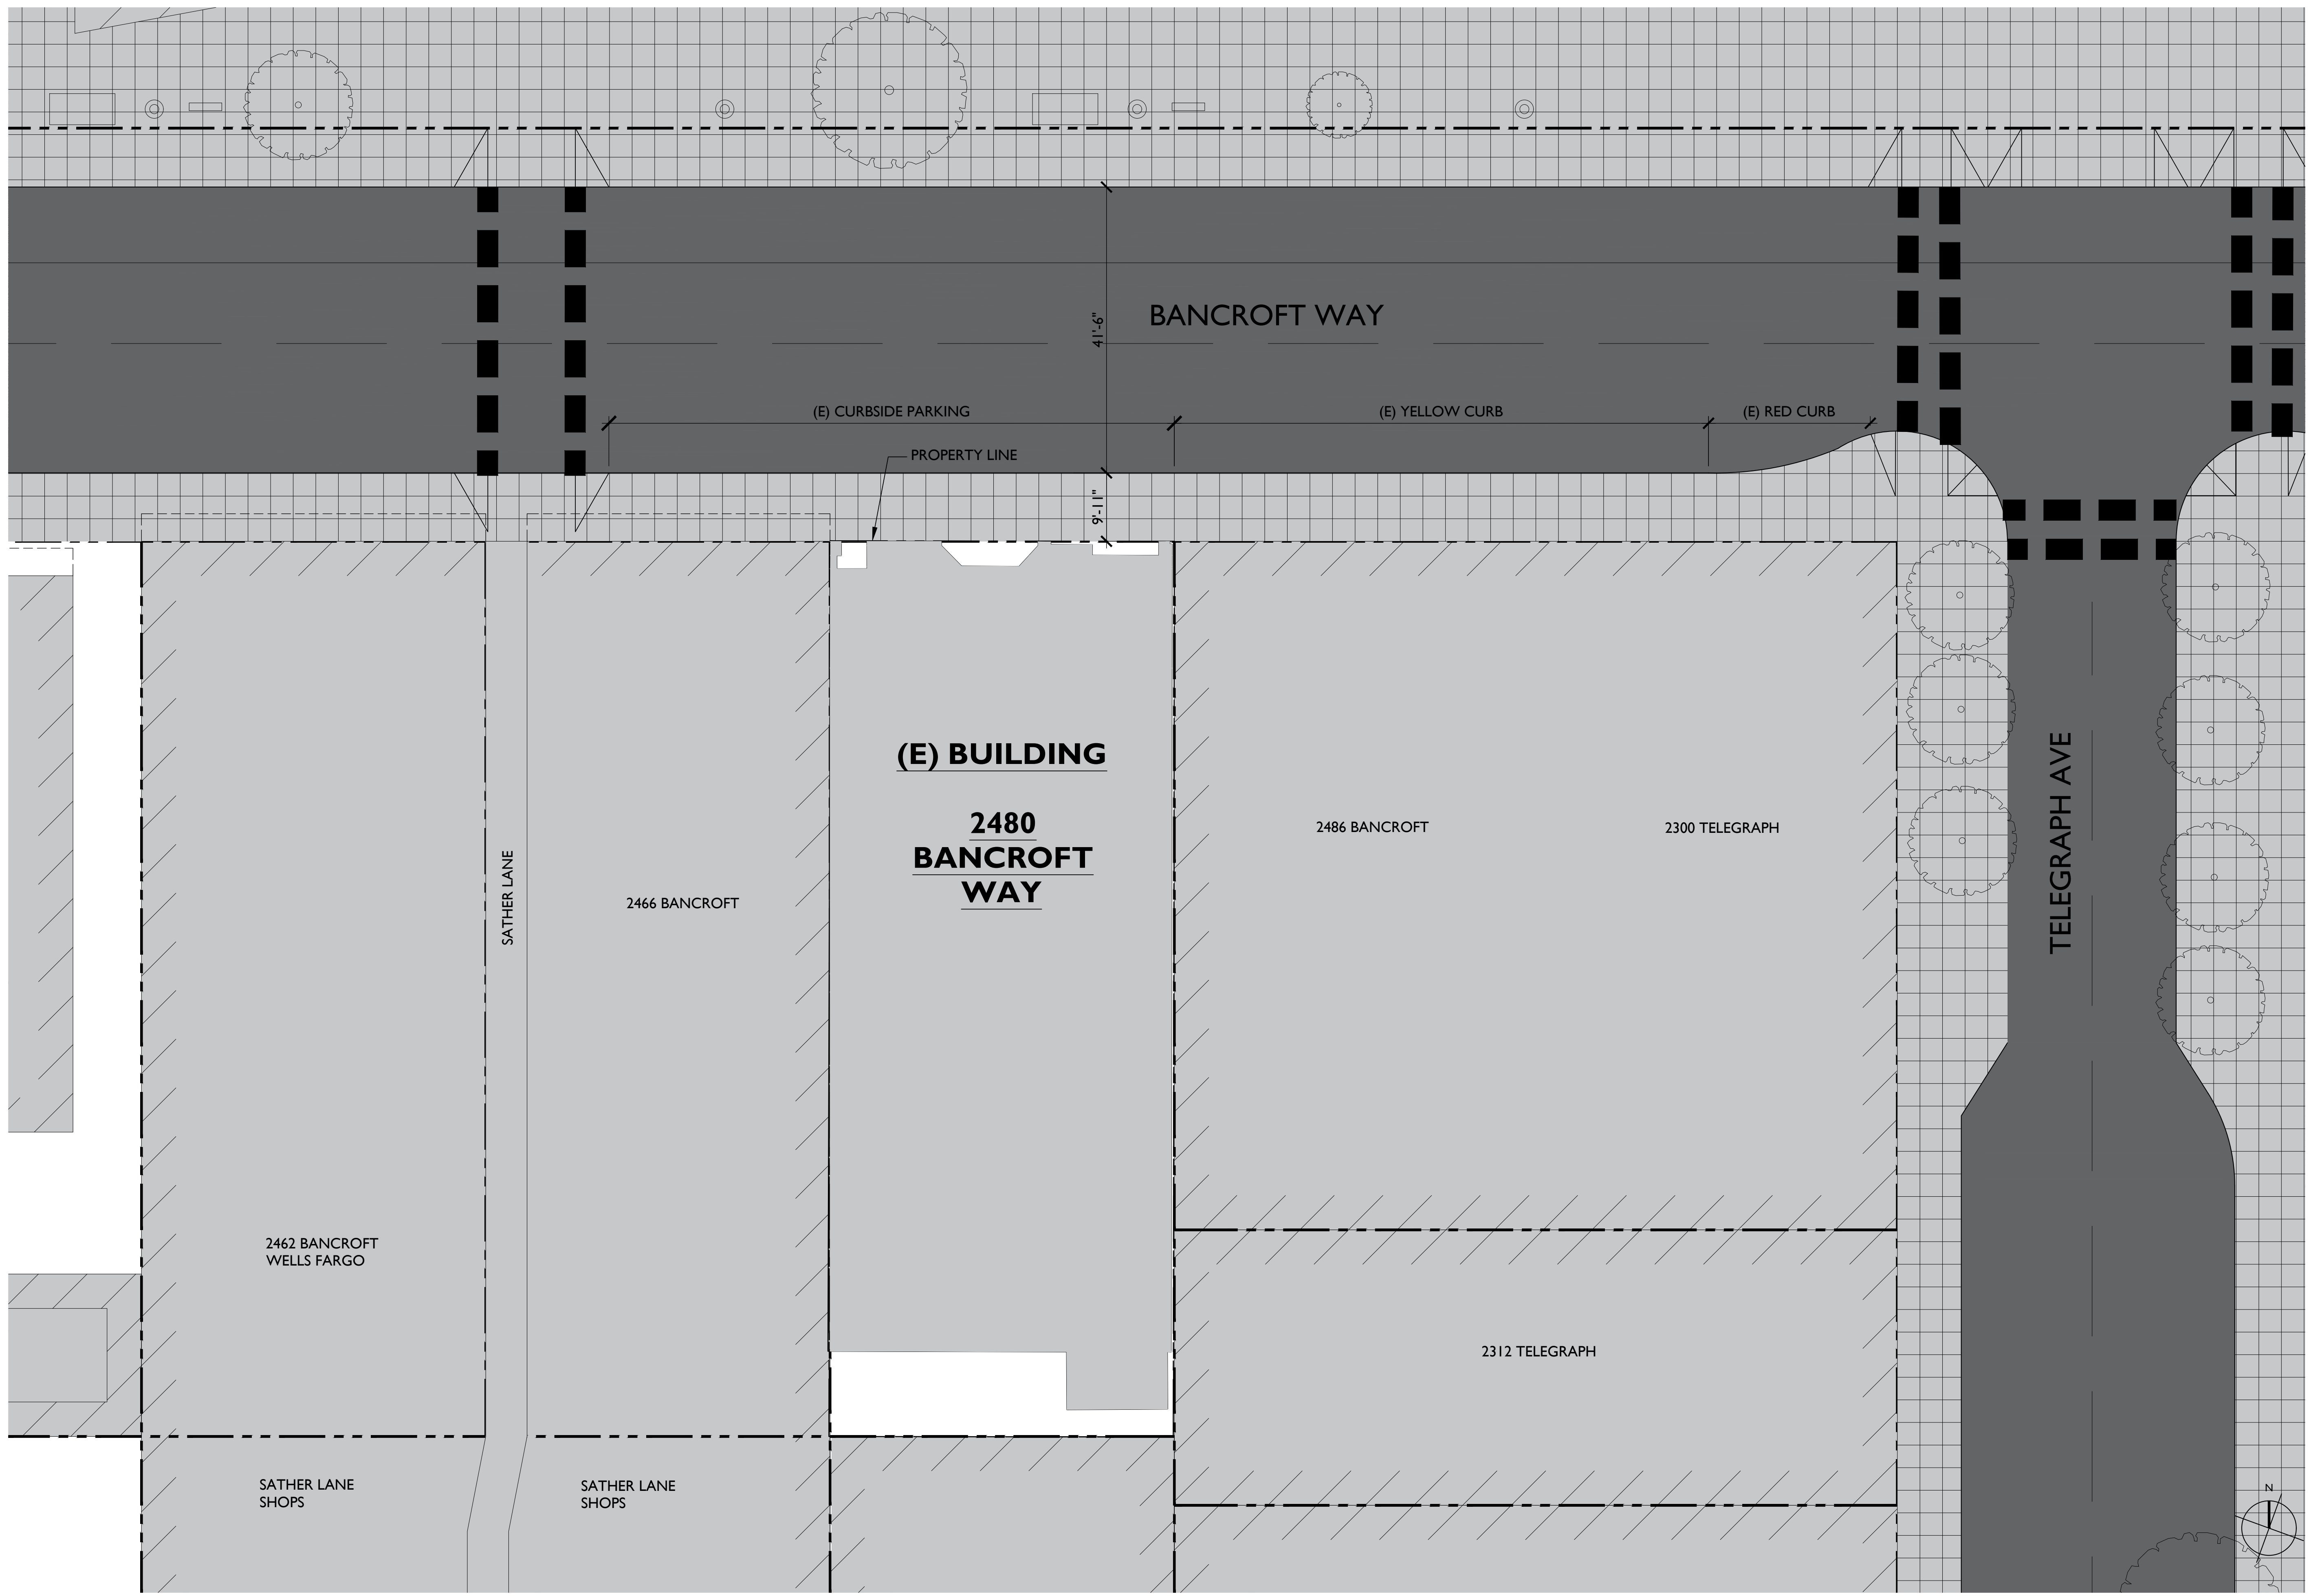 BANCROFT WAY
41'-6"
(E) CURBSIDE PARKING
(E) YELLOW CURB
(E) RED CURB
PROPERTY LINE
9'-11"
(E) BUILDING
2480
BANCROFT
WAY
2486 BANCROFT
2300 TELEGRAPH
TELEGRAPH AVE
SATHER LANE
2466 BANCROFT
2462 BANCROFT
WELLS FARGO
2312 TELEGRAPH
SATHER LANE
SHOPS
SATHER LANE
SHOPS
N